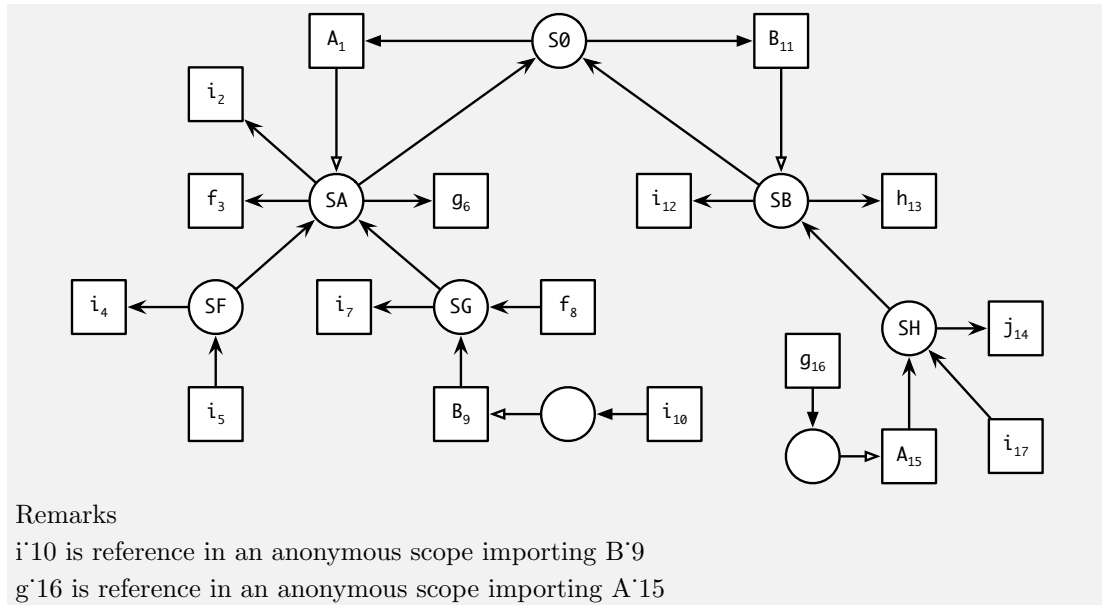 A₁ S0 B₁₁
i₂
f₃ SA g₆ i₁₂ SB h₁₃
i₄ SF i₇ SG f₈ SH j₁₄
g₁₆
i₅ B₉ i₁₀ A₁₅ i₁₇
Remarks
i˙10 is reference in an anonymous scope importing B˙9
g˙16 is reference in an anonymous scope importing A˙15